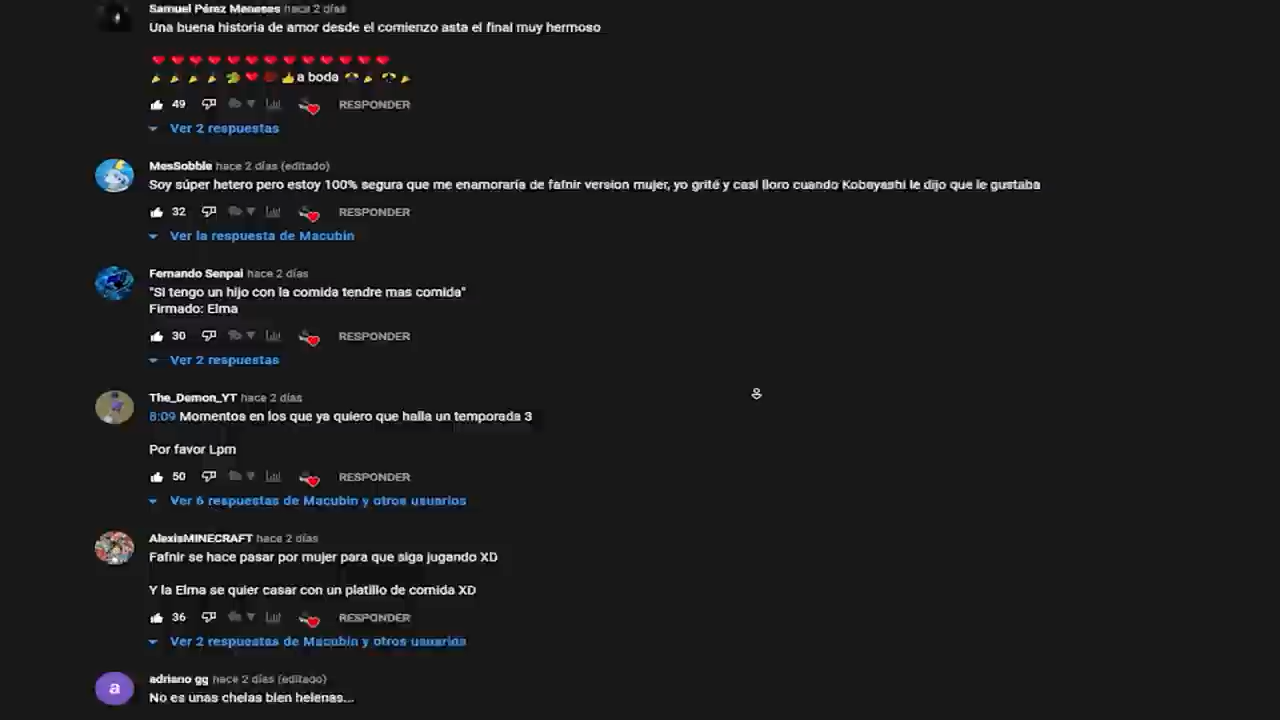 Samuel Pérez Meneses hace 2 días
Una buena historia de amor desde el comienzo asta el final muy hermoso
❤❤❤❤❤❤❤❤❤❤❤❤❤
a boda
49 RESPONDER
Ver 2 respuestas
MesSobble hace 2 días (editado)
Soy súper hetero pero estoy 100% segura que me enamoraría de fafnir version mujer, yo grité y casi lloro cuando Kobayashi le dijo que le gustaba
32 RESPONDER
Ver la respuesta de Macubin
Fernando Senpai hace 2 días
"Si tengo un hijo con la comida tendre mas comida"
Firmado: Elma
30 RESPONDER
Ver 2 respuestas
The_Demon_YT hace 2 días
8:09 Momentos en los que ya quiero que halla un temporada 3
Por favor Lpm
50 RESPONDER
Ver 6 respuestas de Macubin y otros usuarios
AlexisMINECRAFT hace 2 días
Fafnir se hace pasar por mujer para que siga jugando XD
Y la Elma se quier casar con un platillo de comida XD
36 RESPONDER
Ver 2 respuestas de Macubin y otros usuarios
a
adriano gg hace 2 días (editado)
No es unas chelas bien helenas...